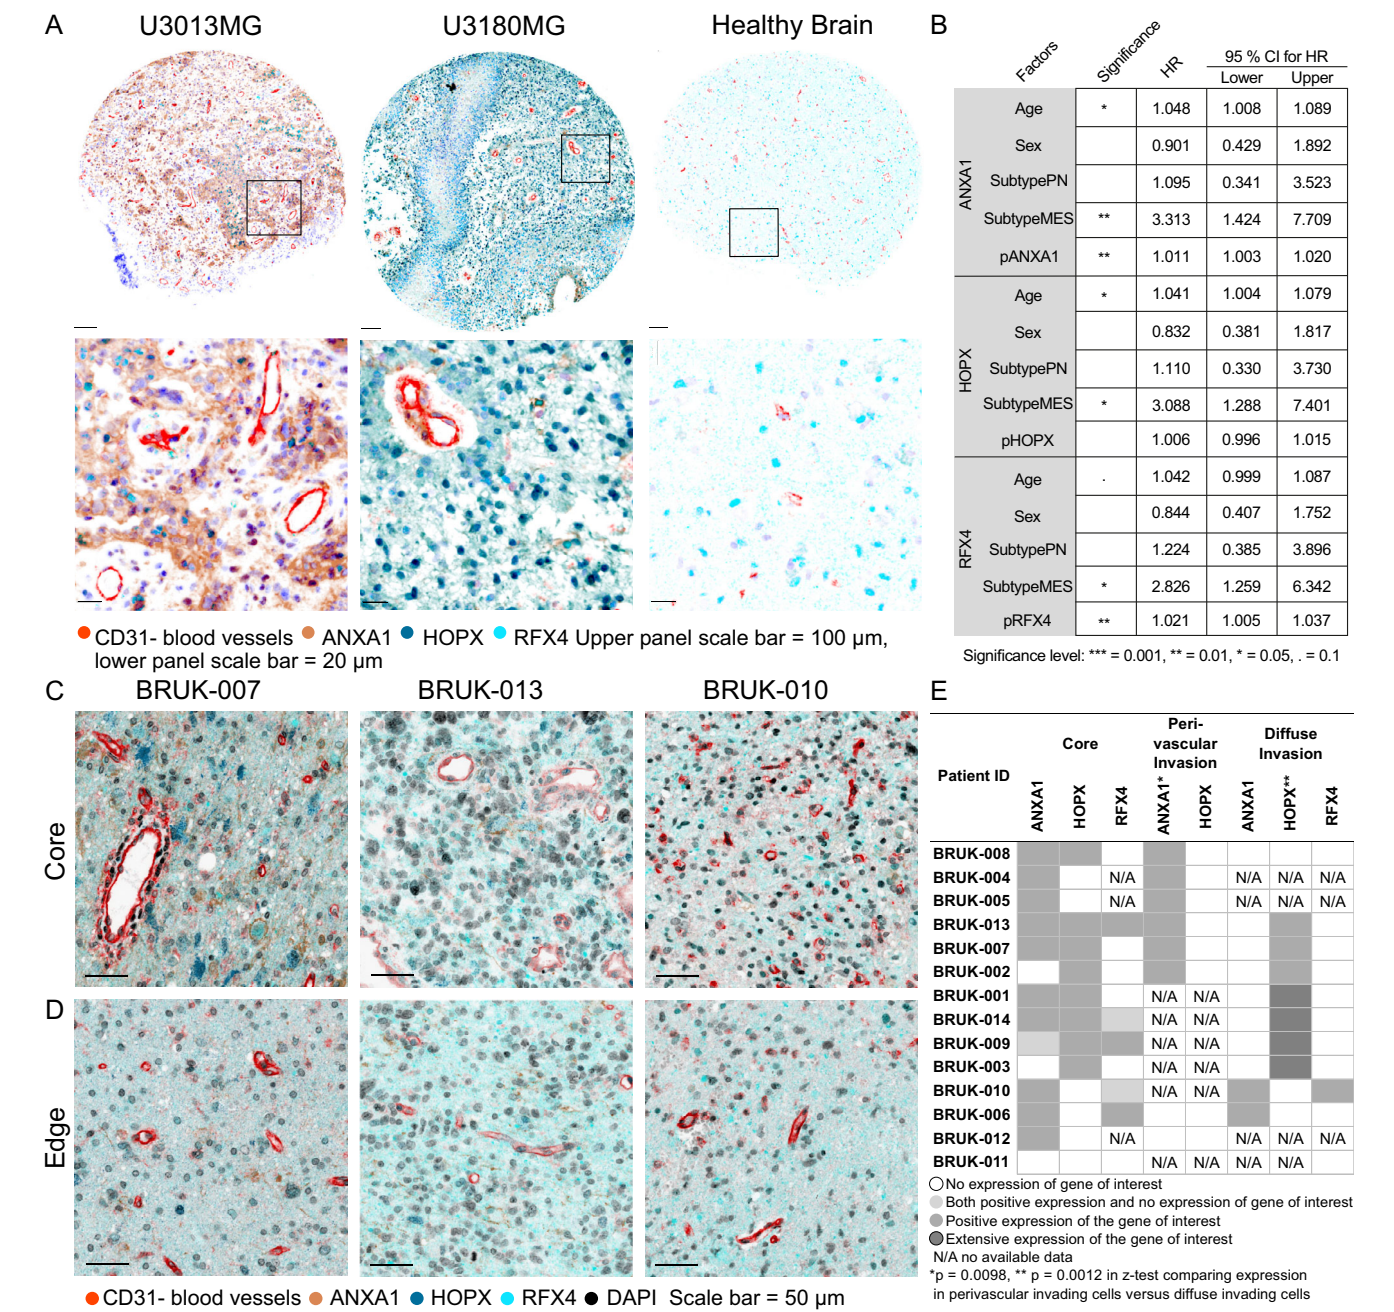 A
U3013MG U3180MG Healthy Brain
CD31- blood vessels ANXA1 HOPX RFX4 Upper panel scale bar = 100 µm,
lower panel scale bar = 20 µm
B
Factors Significance HR 95 % CI for HR
Lower Upper
ANXA1
Age * 1.048 1.008 1.089
Sex 0.901 0.429 1.892
SubtypePN 1.095 0.341 3.523
SubtypeMES ** 3.313 1.424 7.709
pANXA1 ** 1.011 1.003 1.020
HOPX
Age * 1.041 1.004 1.079
Sex 0.832 0.381 1.817
SubtypePN 1.110 0.330 3.730
SubtypeMES * 3.088 1.288 7.401
pHOPX 1.006 0.996 1.015
RFX4
Age . 1.042 0.999 1.087
Sex 0.844 0.407 1.752
SubtypePN 1.224 0.385 3.896
SubtypeMES * 2.826 1.259 6.342
pRFX4 ** 1.021 1.005 1.037
Significance level: *** = 0.001, ** = 0.01, * = 0.05, . = 0.1
C
BRUK-007 BRUK-013 BRUK-010
Core
D
Edge
CD31- blood vessels ANXA1 HOPX RFX4 DAPI Scale bar = 50 µm
E
Patient ID
Core
Peri-
vascular
Invasion
Diffuse
Invasion
ANXA1 HOPX RFX4 ANXA1* HOPX ANXA1 HOPX** RFX4
BRUK-008
BRUK-004 N/A N/A N/A N/A
BRUK-005 N/A N/A N/A N/A
BRUK-013
BRUK-007
BRUK-002
BRUK-001 N/A N/A
BRUK-014 N/A N/A
BRUK-009 N/A N/A
BRUK-003 N/A N/A
BRUK-010 N/A N/A
BRUK-006
BRUK-012 N/A N/A N/A N/A
BRUK-011 N/A N/A N/A N/A
No expression of gene of interest
Both positive expression and no expression of gene of interest
Positive expression of the gene of interest
Extensive expression of the gene of interest
N/A no available data
*p = 0.0098, ** p = 0.0012 in z-test comparing expression
in perivascular invading cells versus diffuse invading cells